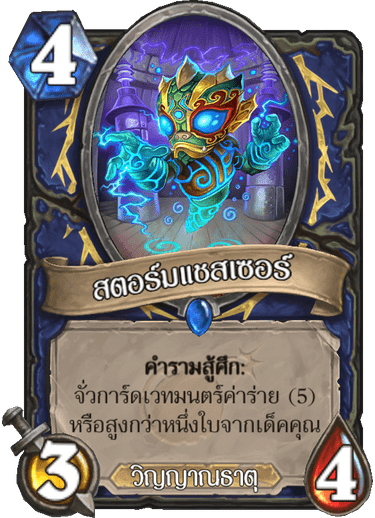 4
สตอร์มแชสเซอร์
คำรามสู้ศึก:
จั่วการ์ดเวทมนตร์ค่าร่าย (5)
หรือสูงกว่าหนึ่งใบจากเด็คคุณ
3
วิญญาณธาตุ
4